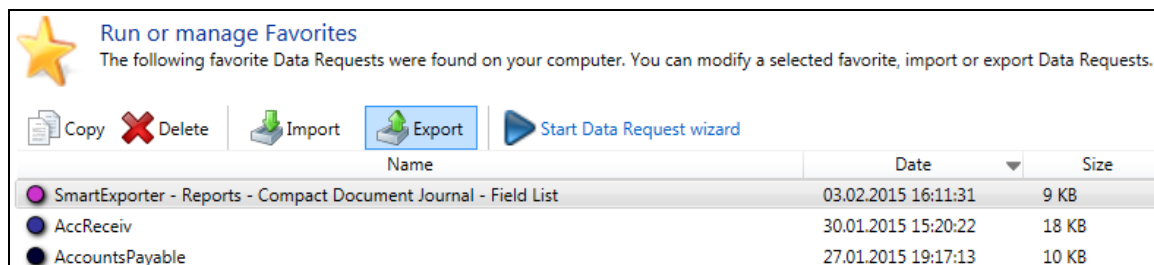 Run or manage Favorites
The following favorite Data Requests were found on your computer. You can modify a selected favorite, import or export Data Requests.
Copy Delete Import Export Start Data Request wizard
Name Date Size
SmartExporter - Reports - Compact Document Journal - Field List 03.02.2015 16:11:31 9 KB
AccReceiv 30.01.2015 15:20:22 18 KB
AccountsPayable 27.01.2015 19:17:13 10 KB